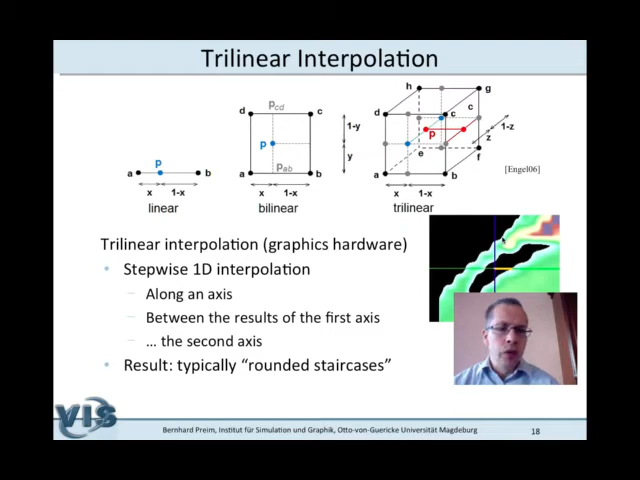 Trilinear Interpolation
h g
d p_cd c d c c
1-y 1-z
p p z
p y e f
a b a p_ab b a b [Engel06]
x 1-x x 1-x x 1-x
linear bilinear trilinear
Trilinear interpolation (graphics hardware)
• Stepwise 1D interpolation
– Along an axis
– Between the results of the first axis
– … the second axis
• Result: typically “rounded staircases”
VIS
Bernhard Preim, Institut für Simulation und Graphik, Otto-von-Guericke Universität Magdeburg 18